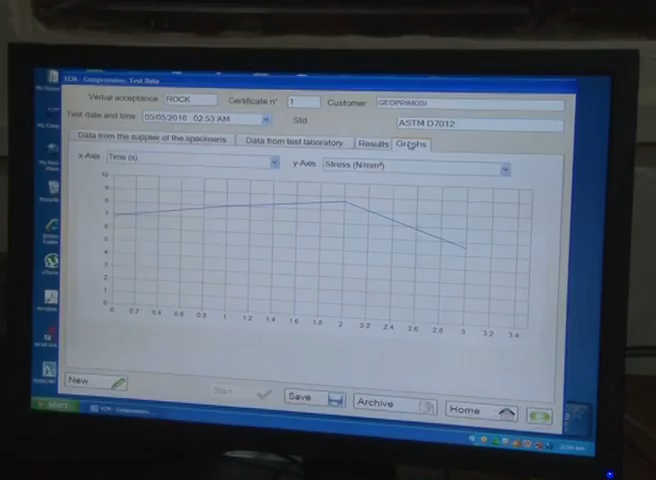 ECM - Compression, Test Data
Verbal acceptance ROCK Certificate n° 1 Customer GEOPRIMOSI
Test date and time 05/05/2016 02:53 AM Std ASTM D7012
Data from the supplier of the specimens Data from test laboratory Results Graphs
x-Axis Time (s) y-Axis Stress (N/mm²)
10
9
8
7
6
5
4
3
2
1
0
0 0.2 0.4 0.6 0.8 1 1.2 1.4 1.6 1.8 2 2.2 2.4 2.6 2.8 3 3.2 3.4
New Start Save Archive Home
start